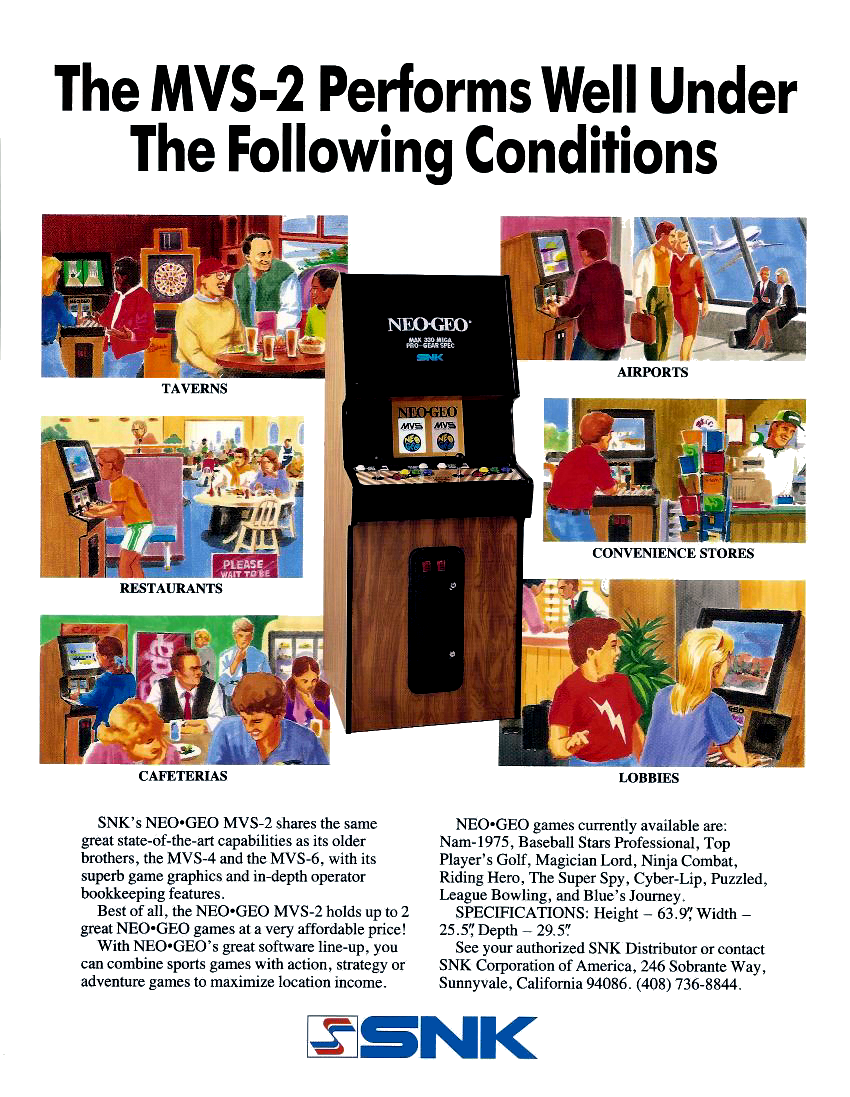 The MVS-2 Performs Well Under
The Following Conditions
TAVERNS
AIRPORTS
NEO•GEO
MAX 330 MEGA
PRO-GEAR SPEC
SNK
NEO•GEO
MVS MVS
NEO GEO NEO GEO
PLEASE
WAIT TO BE
RESTAURANTS
CONVENIENCE STORES
CHIPS
CAFETERIAS
LOBBIES
SNK's NEO•GEO MVS-2 shares the same
great state-of-the-art capabilities as its older
brothers, the MVS-4 and the MVS-6, with its
superb game graphics and in-depth operator
bookkeeping features.
Best of all, the NEO•GEO MVS-2 holds up to 2
great NEO•GEO games at a very affordable price!
With NEO•GEO's great software line-up, you
can combine sports games with action, strategy or
adventure games to maximize location income.
NEO•GEO games currently available are:
Nam-1975, Baseball Stars Professional, Top
Player's Golf, Magician Lord, Ninja Combat,
Riding Hero, The Super Spy, Cyber-Lip, Puzzled,
League Bowling, and Blue's Journey.
SPECIFICATIONS: Height – 63.9", Width –
25.5", Depth – 29.5"
See your authorized SNK Distributor or contact
SNK Corporation of America, 246 Sobrante Way,
Sunnyvale, California 94086. (408) 736-8844.
SNK